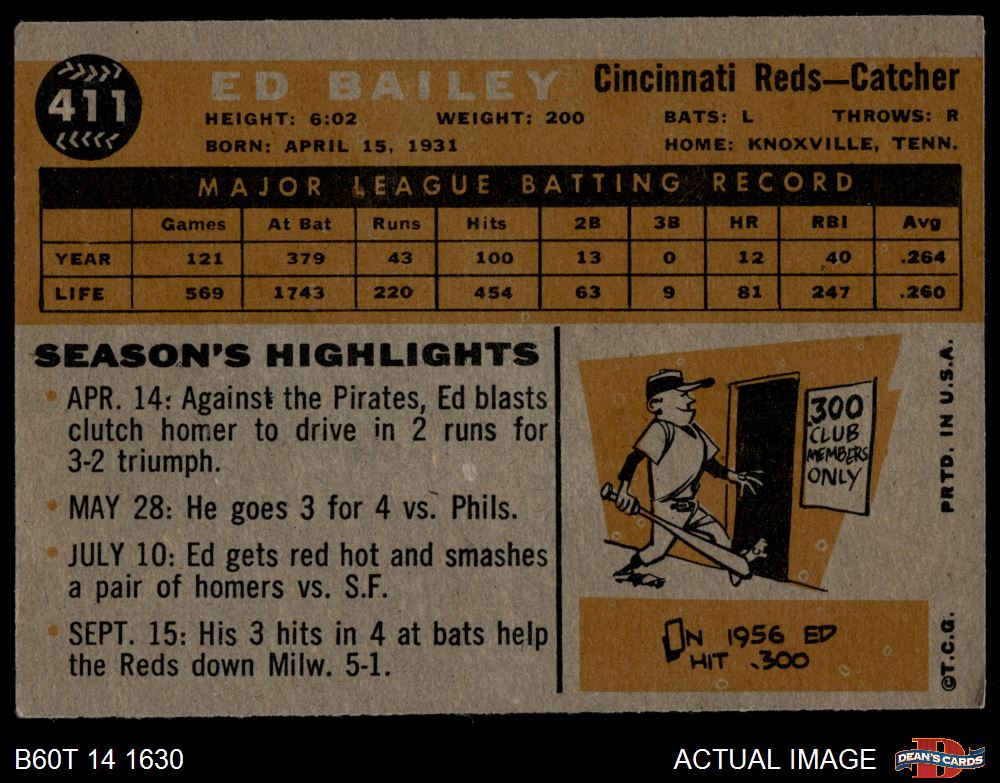 411
ED BAILEY
Cincinnati Reds—Catcher
HEIGHT: 6:02 WEIGHT: 200 BATS: L THROWS: R
BORN: APRIL 15, 1931 HOME: KNOXVILLE, TENN.
MAJOR LEAGUE BATTING RECORD
Games At Bat Runs Hits 2B 3B HR RBI Avg
YEAR 121 379 43 100 13 0 12 40 .264
LIFE 569 1743 220 454 63 9 81 247 .260
SEASON'S HIGHLIGHTS
• APR. 14: Against the Pirates, Ed blasts
clutch homer to drive in 2 runs for
3-2 triumph.
• MAY 28: He goes 3 for 4 vs. Phils.
• JULY 10: Ed gets red hot and smashes
a pair of homers vs. S.F.
• SEPT. 15: His 3 hits in 4 at bats help
the Reds down Milw. 5-1.
.300
CLUB
MEMBERS
ONLY
IN 1956 ED
HIT .300
PRTD. IN U.S.A.
©T.C.G.
B60T 14 1630
ACTUAL IMAGE
D
DEAN'S CARDS